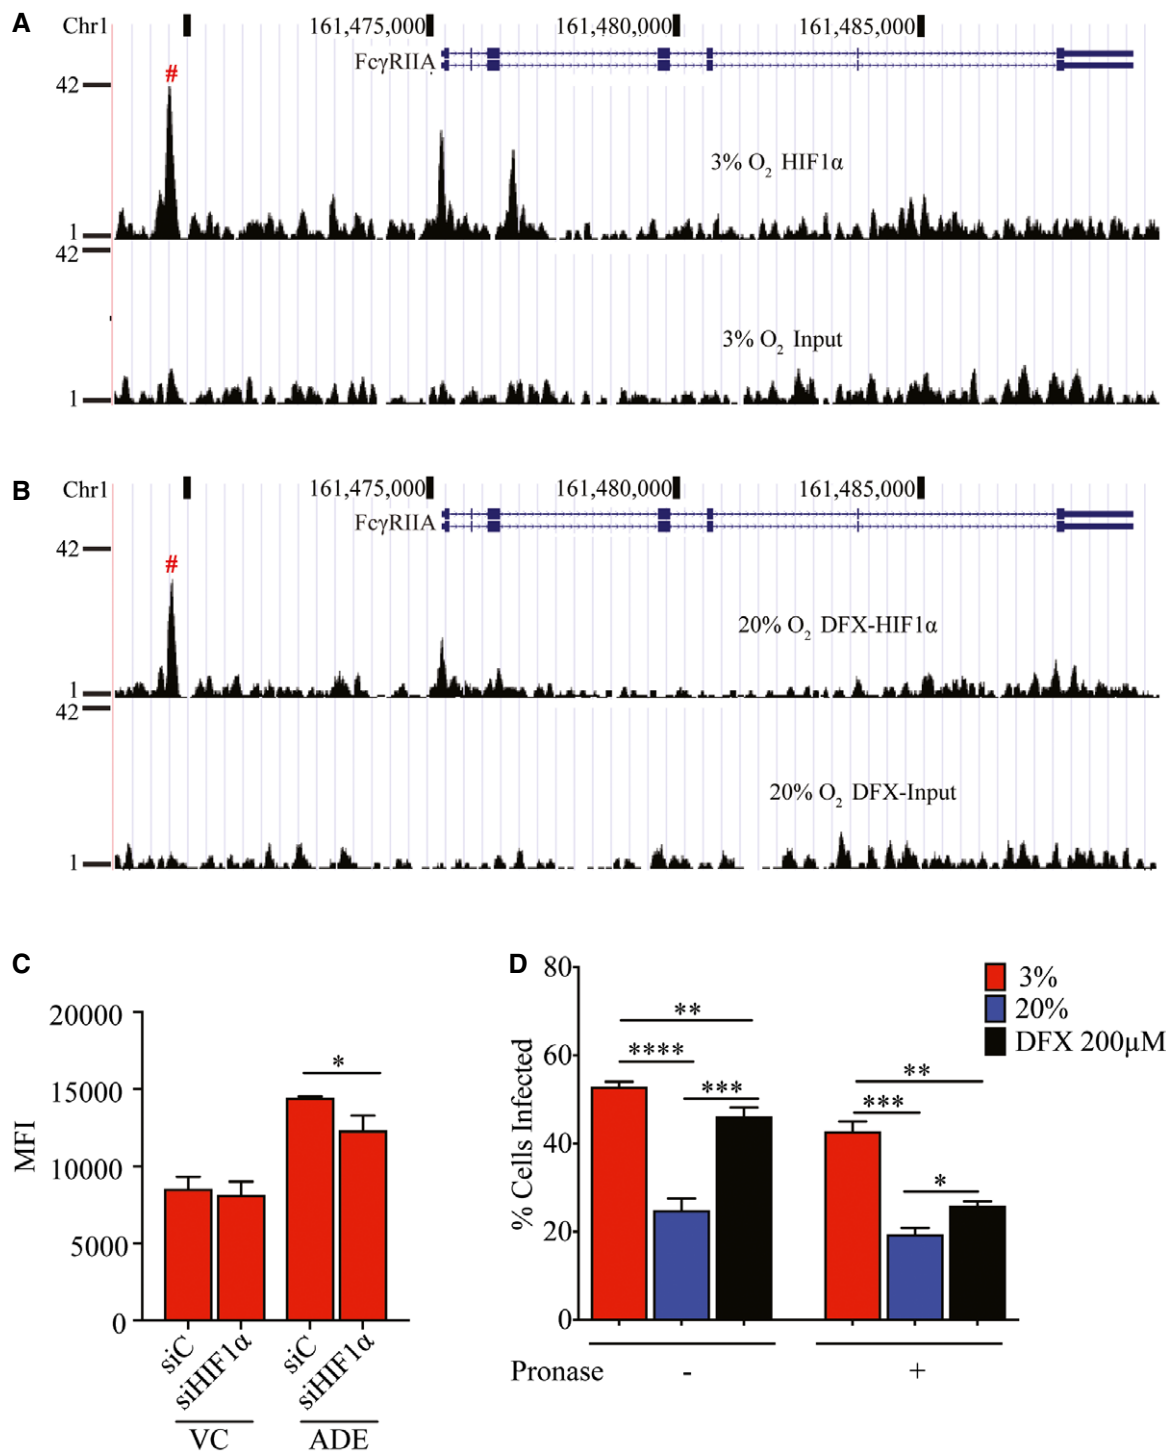 A
Chr1 161,475,000 161,480,000 161,485,000
FcγRIIA
#
42
3% O2 HIF1α
1
42
3% O2 Input
1
B
Chr1 161,475,000 161,480,000 161,485,000
FcγRIIA
42
#
20% O2 DFX-HIF1α
1
42
20% O2 DFX-Input
1
C
MFI
20000
15000
10000
5000
0
*
siC siHIF1α siC siHIF1α
VC ADE
D
% Cells Infected
80
60
40
20
0
3%
20%
DFX 200μM
**
****
***
**
***
*
Pronase - +